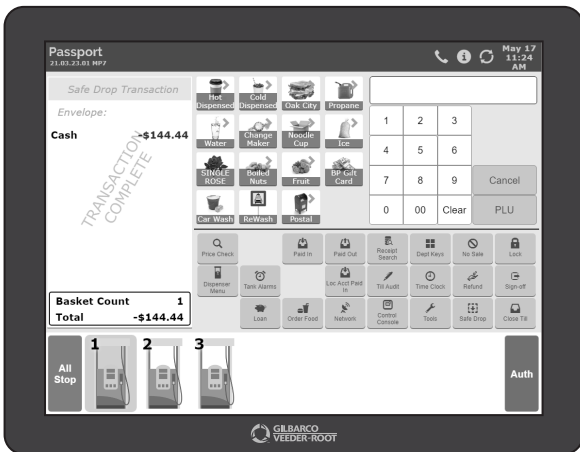 Passport
21.03.23.01 MP7
May 17
11:24
AM
Safe Drop Transaction
Envelope:
Cash -$144.44
TRANSACTION
COMPLETE
Basket Count 1
Total -$144.44
Hot
Dispensed
Cold
Dispensed
Oak City
Propane
Water
Change
Maker
Noodle
Cup
Ice
SINGLE
ROSE
Boiled
Nuts
Fruit
BP Gift
Card
Car Wash
ReWash
Postal
1 2 3
4 5 6
7 8 9 Cancel
0 00 Clear PLU
Price Check
Paid In
Paid Out
Receipt
Search
Dept Keys
No Sale
Lock
Dispenser
Menu
Tank Alarms
Loc Acct Paid
In
Till Audit
Time Clock
Refund
Sign-off
Loan
Order Food
Network
Control
Console
Tools
Safe Drop
Close Till
All
Stop
1 2 3
Auth
GILBARCO
VEEDER-ROOT